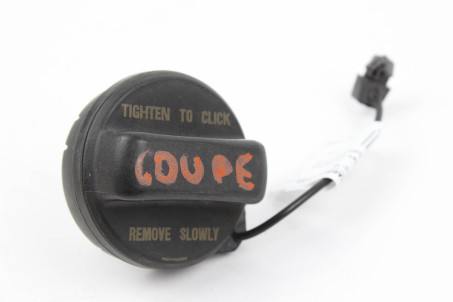 TIGHTEN TO CLICK
COUPE
REMOVE SLOWLY